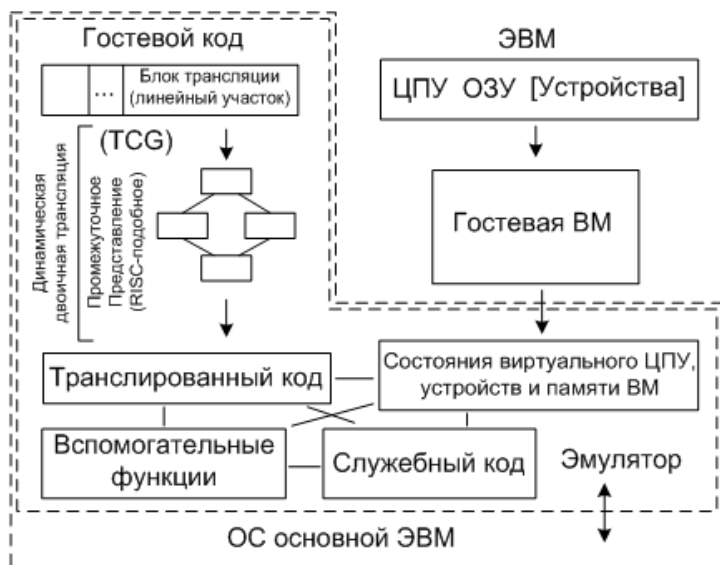 Гостевой код
...
Блок трансляции
(линейный участок)
(TCG)
Динамическая
двоичная трансляция
Промежуточное
Представление
(RISC-подобное)
ЭВМ
ЦПУ ОЗУ [Устройства]
Гостевая ВМ
Транслированный код
Состояния виртуального ЦПУ,
устройств и памяти ВМ
Вспомогательные
функции
Служебный код
Эмулятор
ОС основной ЭВМ